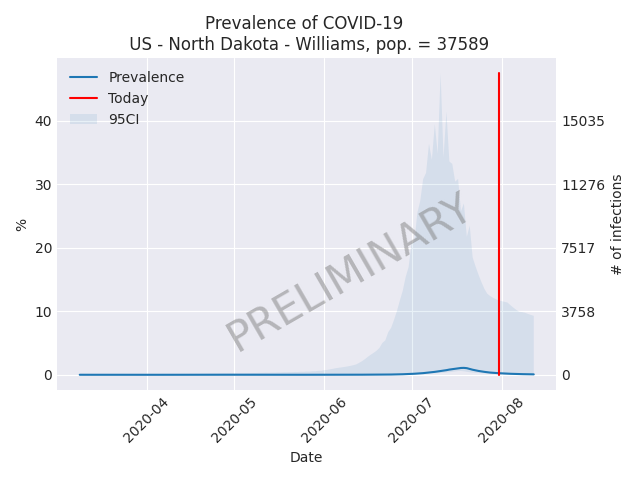 Prevalence of COVID-19
US - North Dakota - Williams, pop. = 37589
Prevalence
Today
95CI
40
30
20
10
0
%
15035
11276
7517
3758
0
# of infections
PRELIMINARY
2020-04
2020-05
2020-06
2020-07
2020-08
Date